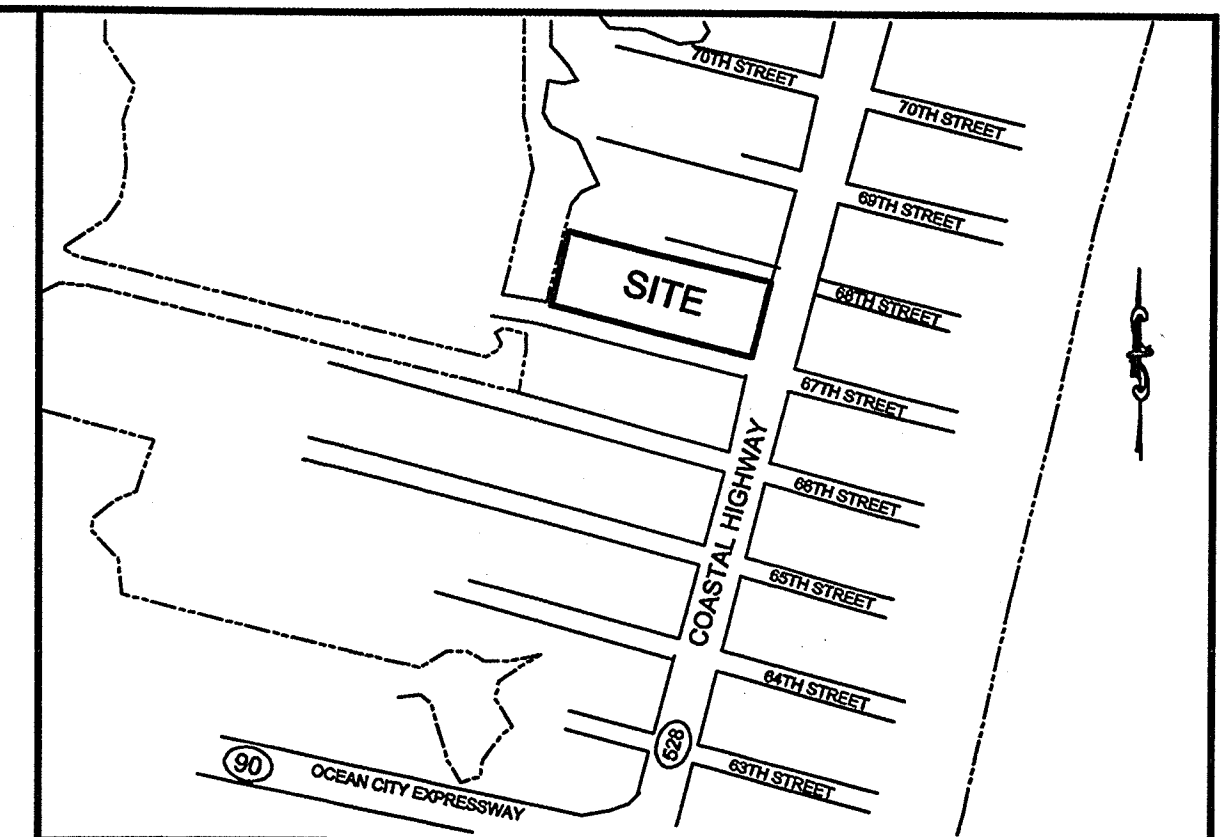 70TH STREET
70TH STREET
69TH STREET
SITE
68TH STREET
67TH STREET
66TH STREET
COASTAL HIGHWAY
65TH STREET
64TH STREET
528
63TH STREET
90
OCEAN CITY EXPRESSWAY